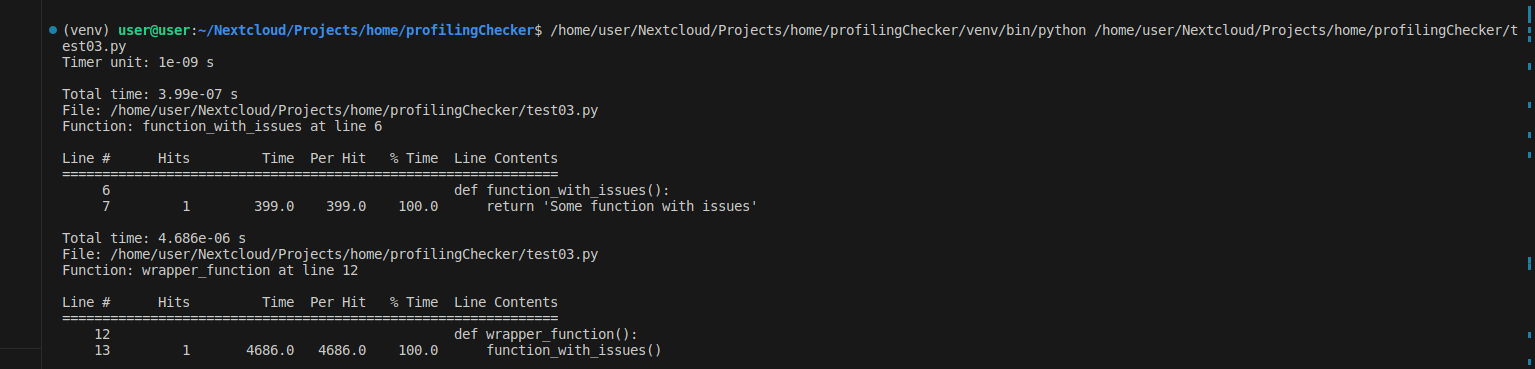 (venv) user@user:~/Nextcloud/Projects/home/profilingChecker$ /home/user/Nextcloud/Projects/home/profilingChecker/venv/bin/python /home/user/Nextcloud/Projects/home/profilingChecker/t
est03.py
Timer unit: 1e-09 s

Total time: 3.99e-07 s
File: /home/user/Nextcloud/Projects/home/profilingChecker/test03.py
Function: function_with_issues at line 6

Line #      Hits         Time  Per Hit   % Time  Line Contents
==============================================================
     6                                           def function_with_issues():
     7         1        399.0    399.0    100.0      return 'Some function with issues'

Total time: 4.686e-06 s
File: /home/user/Nextcloud/Projects/home/profilingChecker/test03.py
Function: wrapper_function at line 12

Line #      Hits         Time  Per Hit   % Time  Line Contents
==============================================================
    12                                           def wrapper_function():
    13         1       4686.0   4686.0    100.0      function_with_issues()